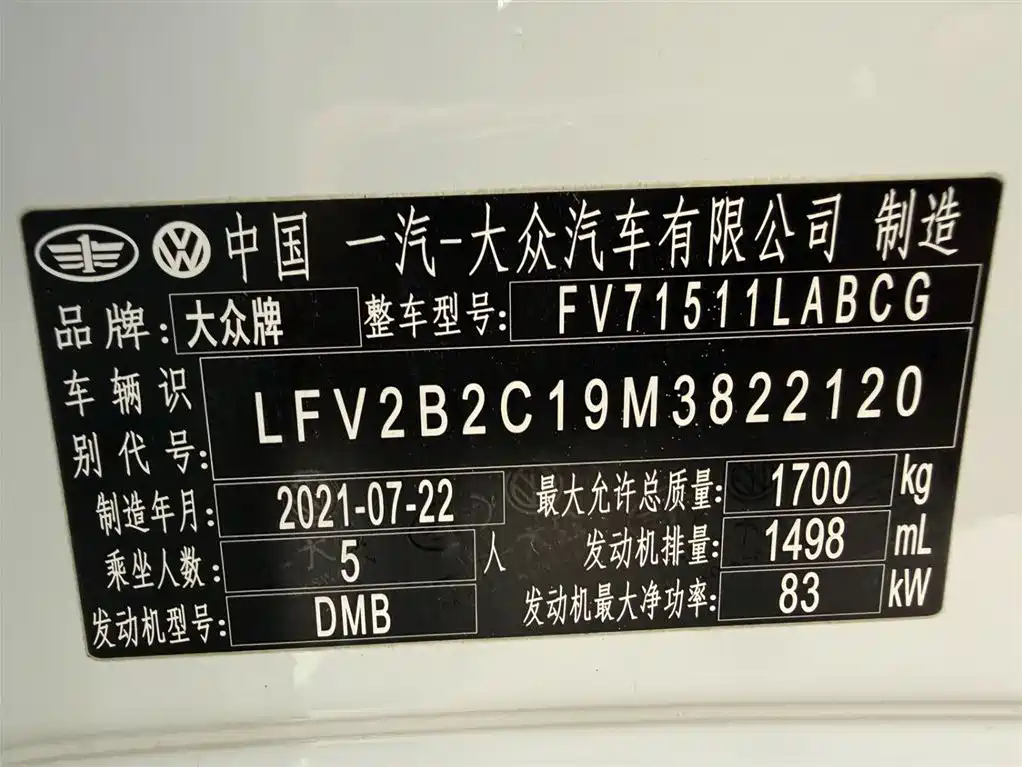 中国 一汽-大众汽车有限公司 制造
品牌: 大众牌 整车型号: FV71511LABCG
车辆识别代号: LFV2B2C19M3822120
制造年月: 2021-07-22 最大允许总质量: 1700 kg
乘坐人数: 5 人 发动机排量: 1498 mL
发动机型号: DMB 发动机最大净功率: 83 kW